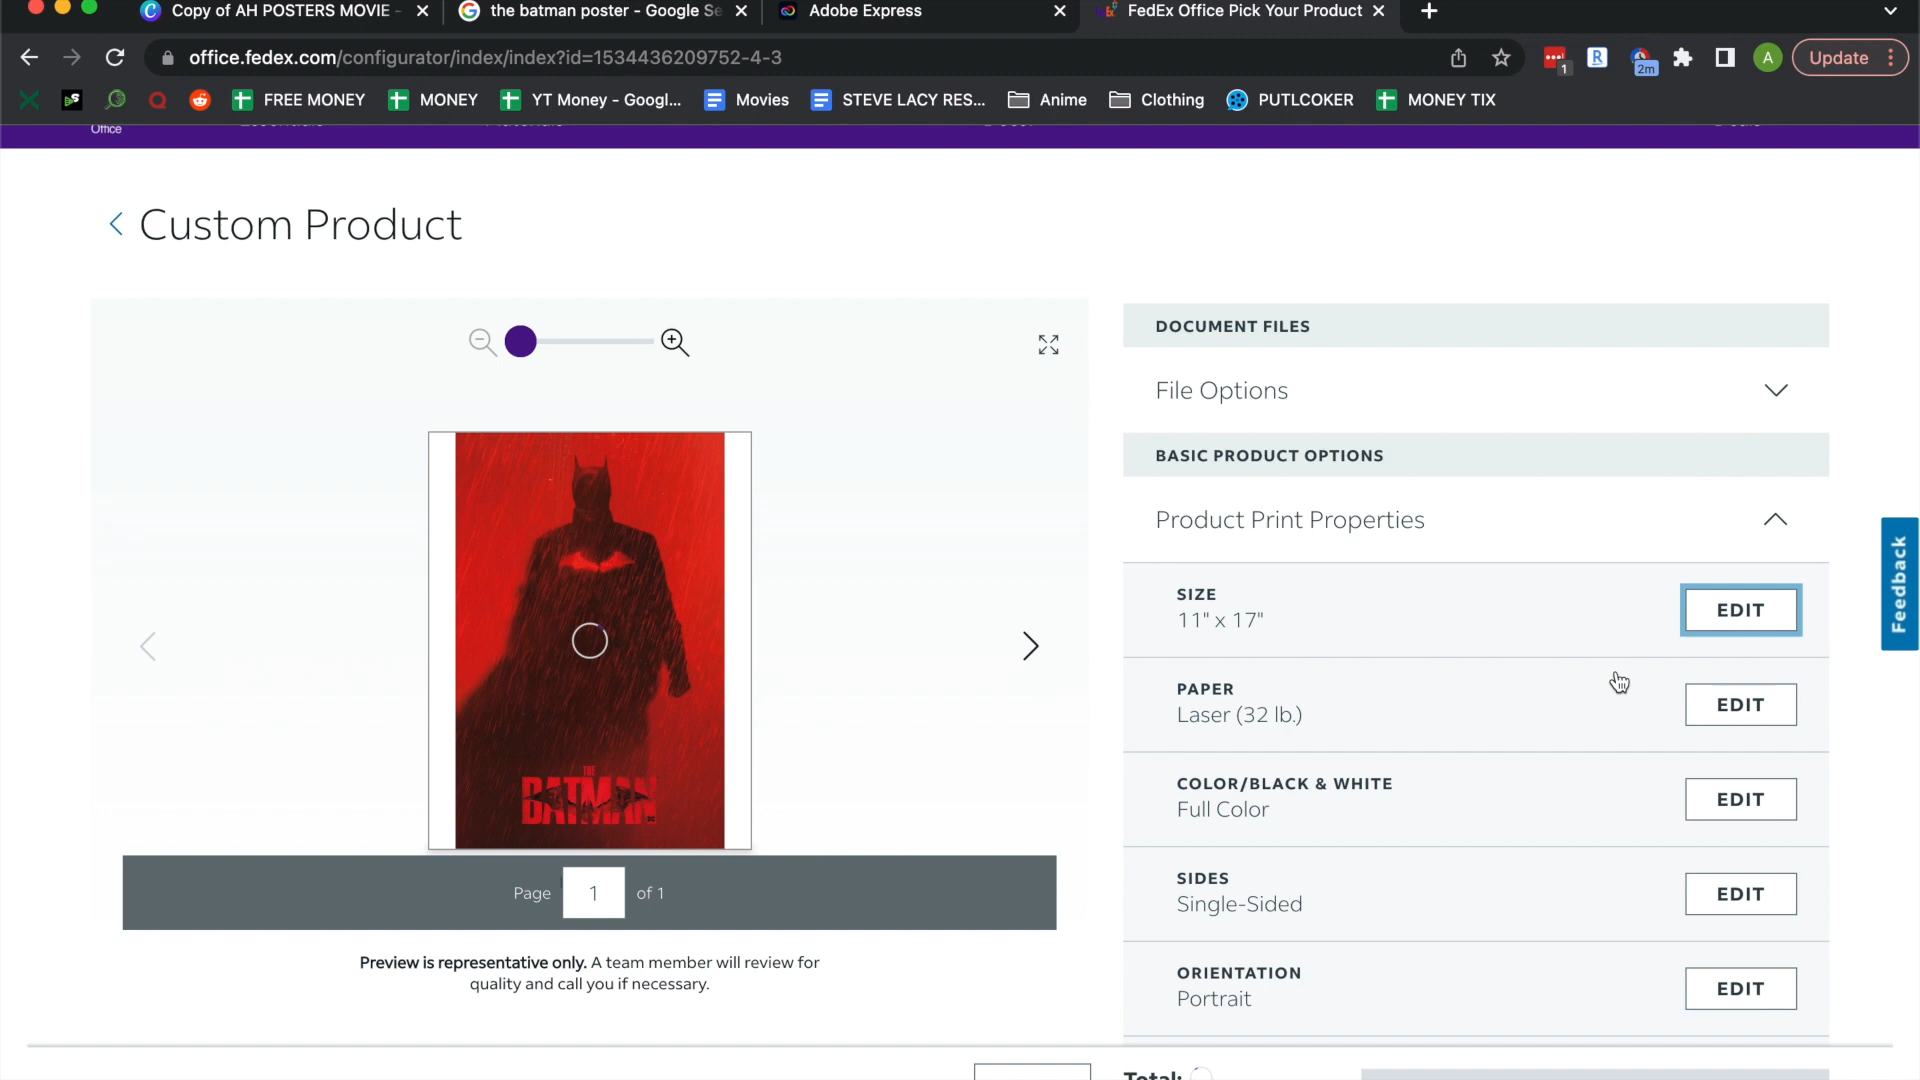 Copy of AH POSTERS MOVIE -
the batman poster - Google Se
Adobe Express
FedEx Office Pick Your Product
office.fedex.com/configurator/index/index?id=1534436209752-4-3
1
R
2m
A
Update
FREE MONEY
MONEY
YT Money - Googl...
Movies
STEVE LACY RES...
Anime
Clothing
PUTLCOKER
MONEY TIX
Office
Custom Product
DOCUMENT FILES
File Options
BASIC PRODUCT OPTIONS
Product Print Properties
SIZE
11" x 17"
EDIT
PAPER
Laser (32 lb.)
EDIT
COLOR/BLACK & WHITE
Full Color
EDIT
SIDES
Single-Sided
EDIT
ORIENTATION
Portrait
EDIT
Feedback
THE
BATMAN
Page 1 of 1
Preview is representative only. A team member will review for
quality and call you if necessary.
Total: